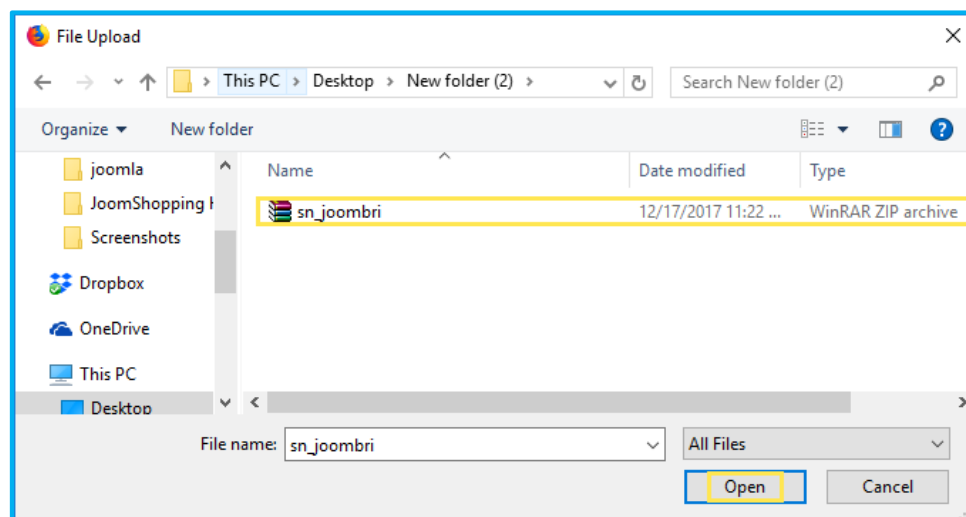 File Upload
This PC > Desktop > New folder (2) >
Search New folder (2)
Organize
New folder
Name
Date modified
Type
joomla
JoomShopping
Screenshots
Dropbox
OneDrive
This PC
Desktop
sn_joombri
12/17/2017 11:22 ...
WinRAR ZIP archive
File name:
sn_joombri
All Files
Open
Cancel